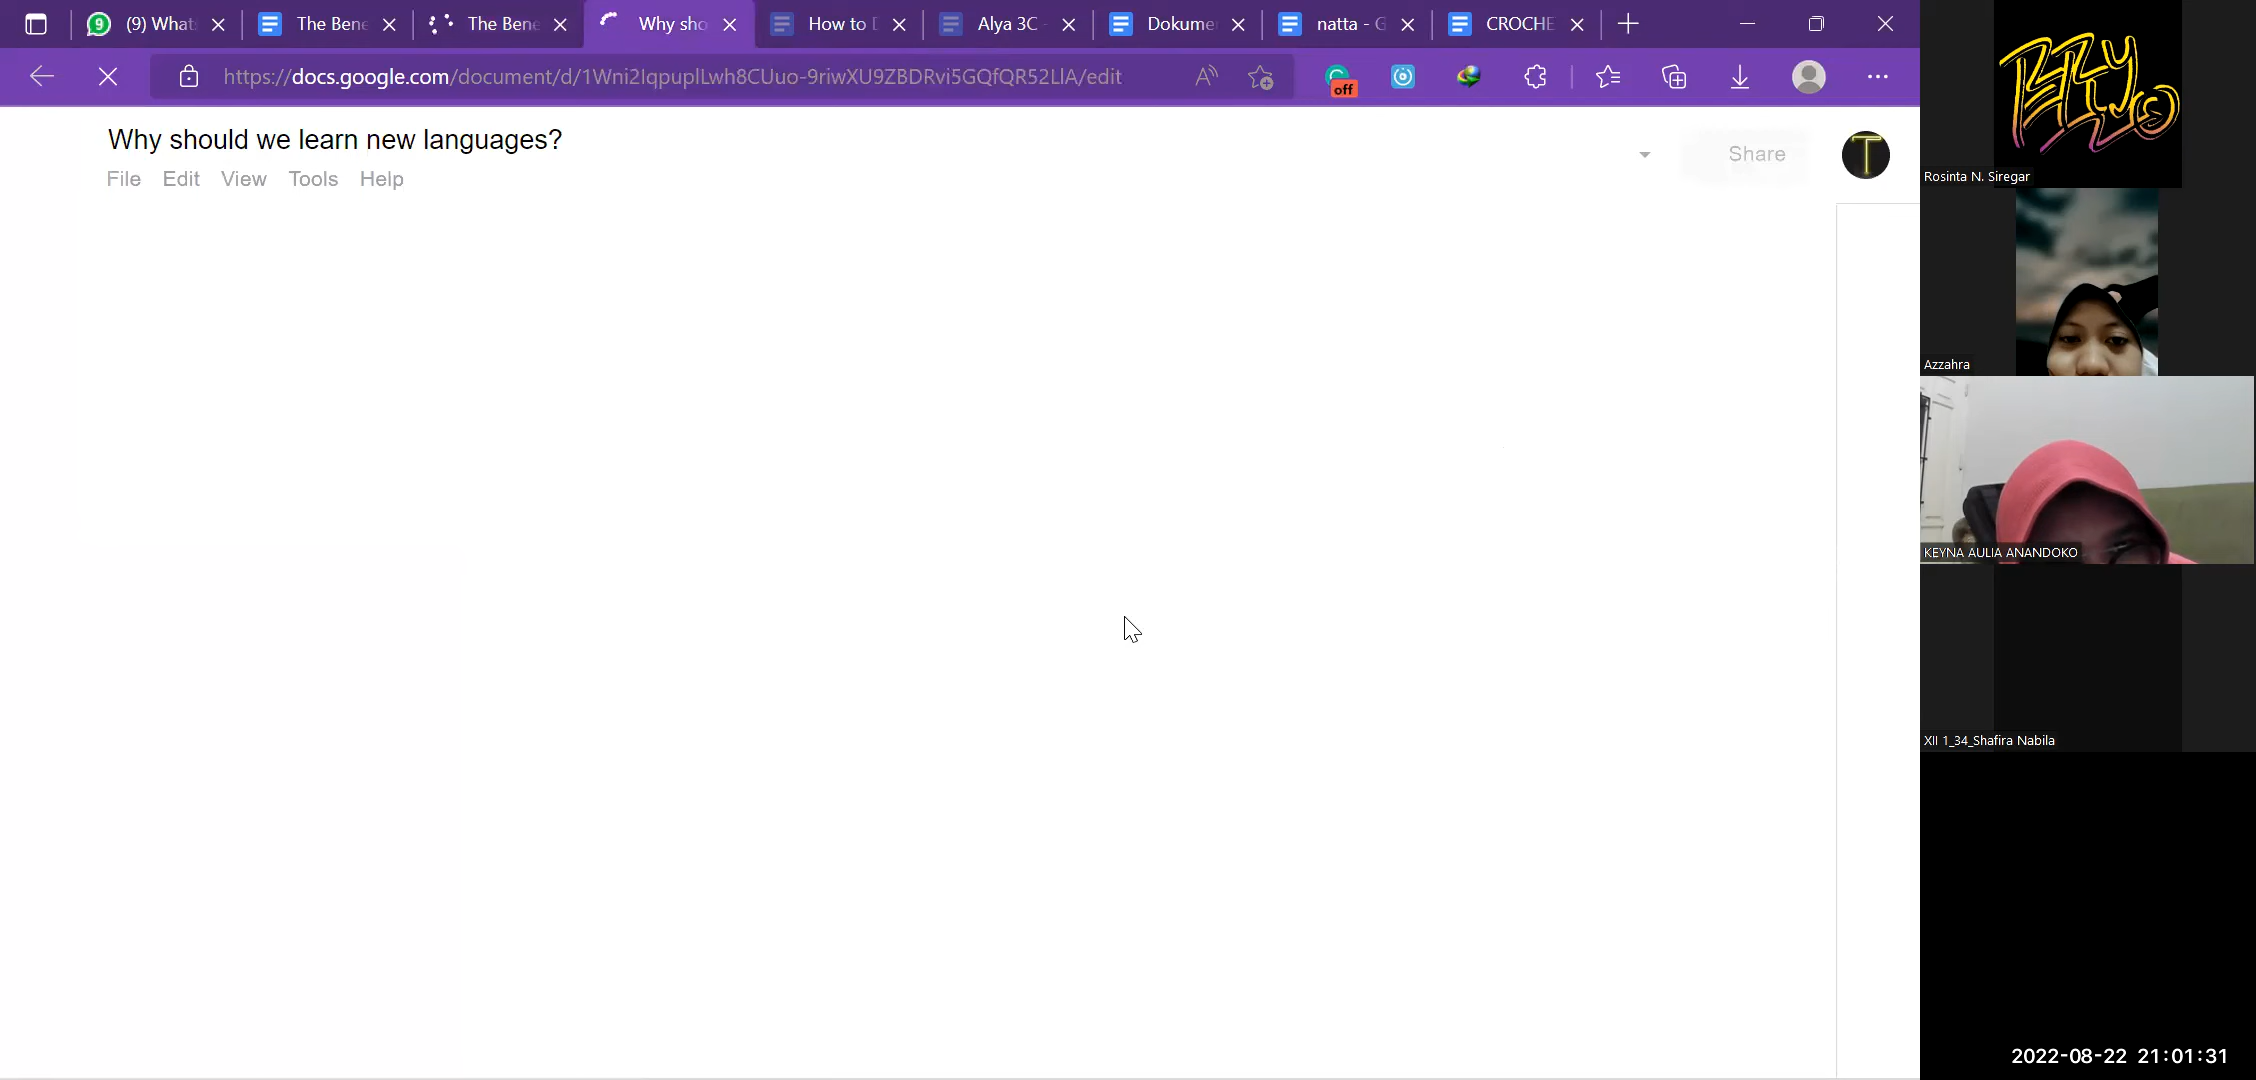 (9) What
The Bene
The Bene
Why sho
How to D
Alya 3C
Dokume
natta - G
CROCHE
https://docs.google.com/document/d/1Wni2IqpupILwh8CUuo-9riwXU9ZBDRvi5GQfQR52LIA/edit
off
Why should we learn new languages?
File Edit View Tools Help
Share
T
Rosinta N. Siregar
Azzahra
KEYNA AULIA ANANDOKO
XII 1_34_Shafira Nabila
2022-08-22 21:01:31